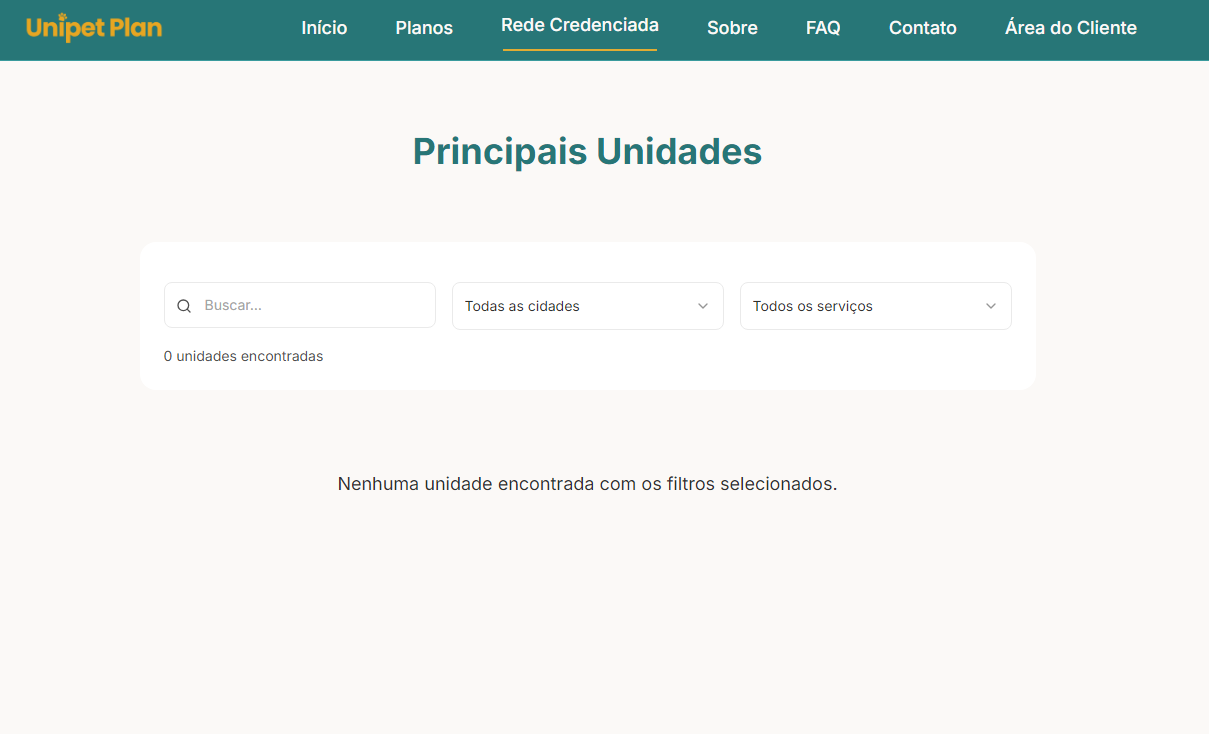 Unipet Plan
Início
Planos
Rede Credenciada
Sobre
FAQ
Contato
Área do Cliente
Principais Unidades
Buscar...
Todas as cidades
Todos os serviços
0 unidades encontradas
Nenhuma unidade encontrada com os filtros selecionados.